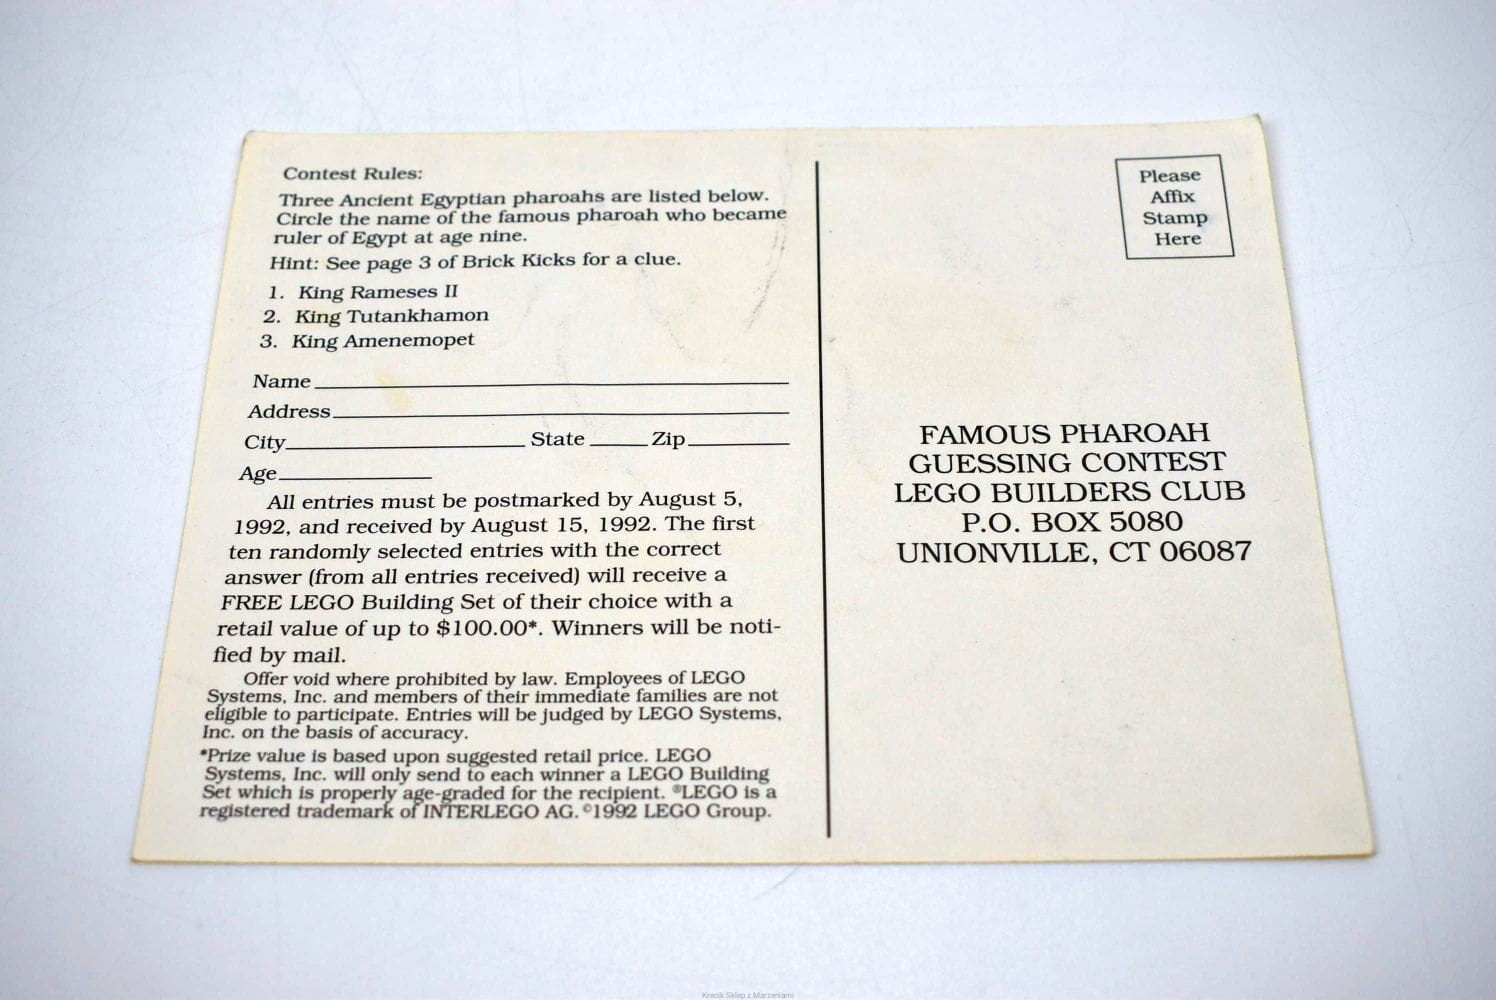 Contest Rules:
Three Ancient Egyptian pharoahs are listed below.
Circle the name of the famous pharoah who became
ruler of Egypt at age nine.
Hint: See page 3 of Brick Kicks for a clue.
1. King Rameses II
2. King Tutankhamon
3. King Amenemopet
Name
Address
City State Zip
Age
All entries must be postmarked by August 5,
1992, and received by August 15, 1992. The first
ten randomly selected entries with the correct
answer (from all entries received) will receive a
FREE LEGO Building Set of their choice with a
retail value of up to $100.00*. Winners will be noti-
fied by mail.
Offer void where prohibited by law. Employees of LEGO
Systems, Inc. and members of their immediate families are not
eligible to participate. Entries will be judged by LEGO Systems,
Inc. on the basis of accuracy.
*Prize value is based upon suggested retail price. LEGO
Systems, Inc. will only send to each winner a LEGO Building
Set which is properly age-graded for the recipient. ®LEGO is a
registered trademark of INTERLEGO AG. ©1992 LEGO Group.
Please
Affix
Stamp
Here
FAMOUS PHAROAH
GUESSING CONTEST
LEGO BUILDERS CLUB
P.O. BOX 5080
UNIONVILLE, CT 06087
Krecik Sklep z Marzeniami